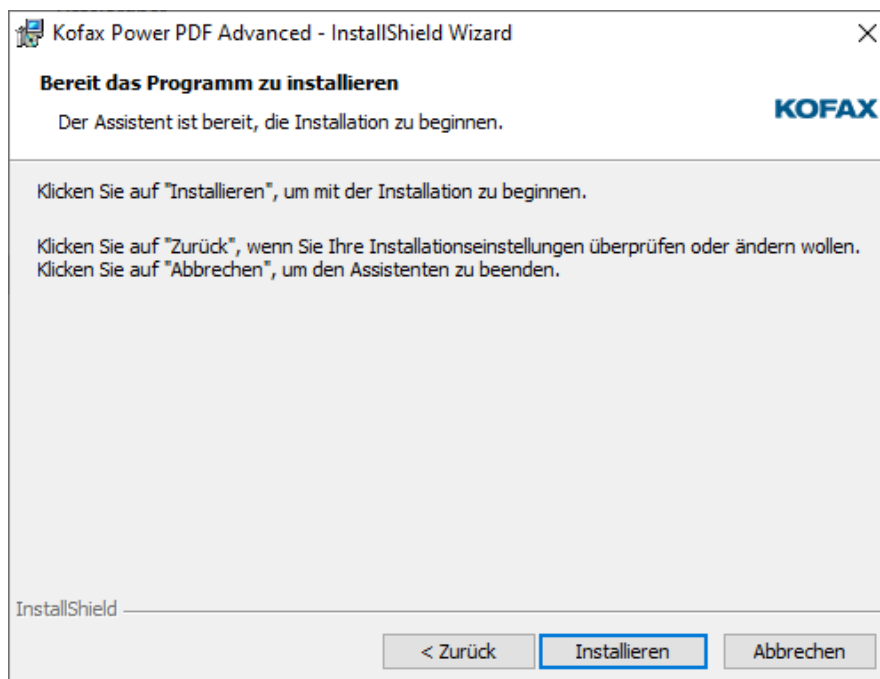 Kofax Power PDF Advanced - InstallShield Wizard
Bereit das Programm zu installieren
Der Assistent ist bereit, die Installation zu beginnen.
KOFAX
Klicken Sie auf "Installieren", um mit der Installation zu beginnen.
Klicken Sie auf "Zurück", wenn Sie Ihre Installationseinstellungen überprüfen oder ändern wollen.
Klicken Sie auf "Abbrechen", um den Assistenten zu beenden.
InstallShield
< Zurück
Installieren
Abbrechen